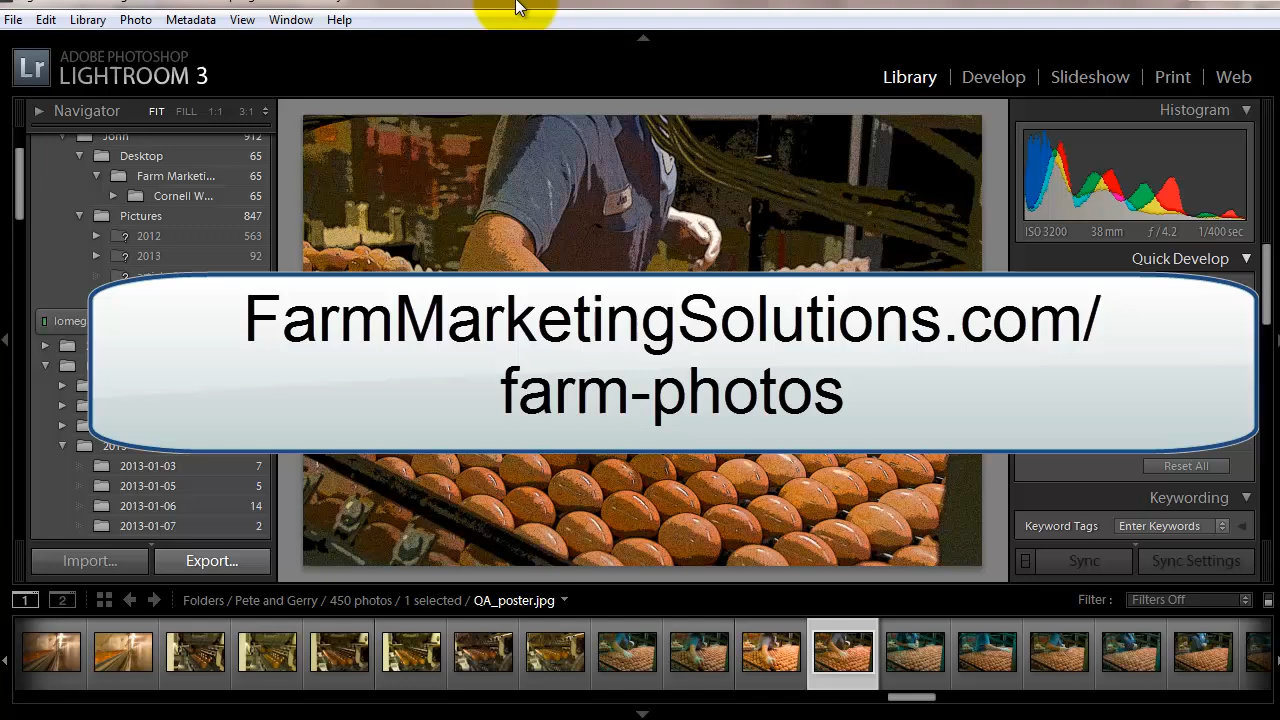 File Edit Library Photo Metadata View Window Help
Lr
ADOBE PHOTOSHOP
LIGHTROOM 3
Library | Develop | Slideshow | Print | Web
Navigator FIT FILL 1:1 3:1
Histogram
John 912
Desktop 65
Farm Marketi... 65
Cornell W... 65
Pictures 847
? 2012 563
? 2013 92
ISO 3200 38 mm ƒ / 4.2 1/400 sec
Quick Develop
FarmMarketingSolutions.com/
farm-photos
2013-01-03 7
2013-01-05 5
2013-01-06 14
2013-01-07 2
Reset All
Keywording
Keyword Tags Enter Keywords
Import... Export...
Sync Sync Settings
1 2 Folders / Pete and Gerry / 450 photos / 1 selected / QA_poster.jpg
Filter : Filters Off